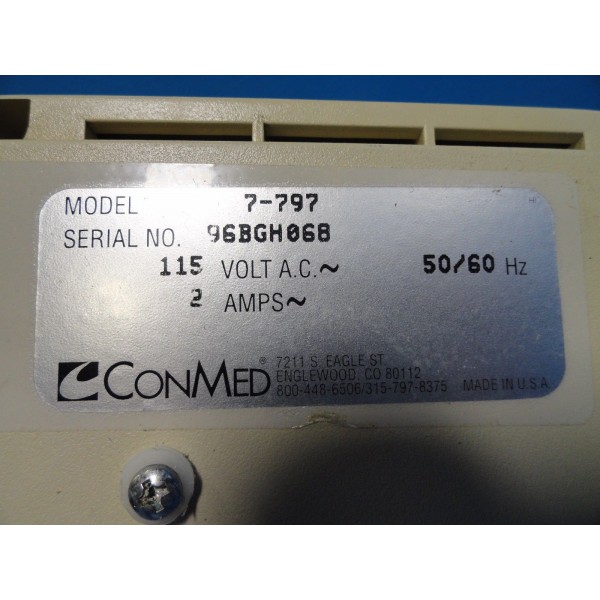 MODEL 7-797
SERIAL NO. 96BGH068
115 VOLT A.C.~ 50/60 Hz
2 AMPS~
CONMED® 7211 S. EAGLE ST.
ENGLEWOOD, CO 80112
800-448-6506/315-797-8375 MADE IN U.S.A.